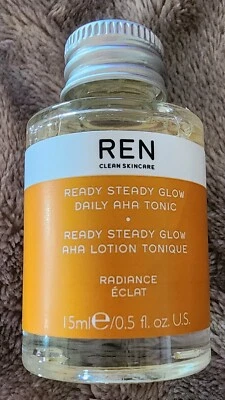 REN
CLEAN SKINCARE
READY STEADY GLOW
DAILY AHA TONIC
•
READY STEADY GLOW
AHA LOTION TONIQUE
RADIANCE
ÉCLAT
15ml℮/0.5 fl. oz. U.S.